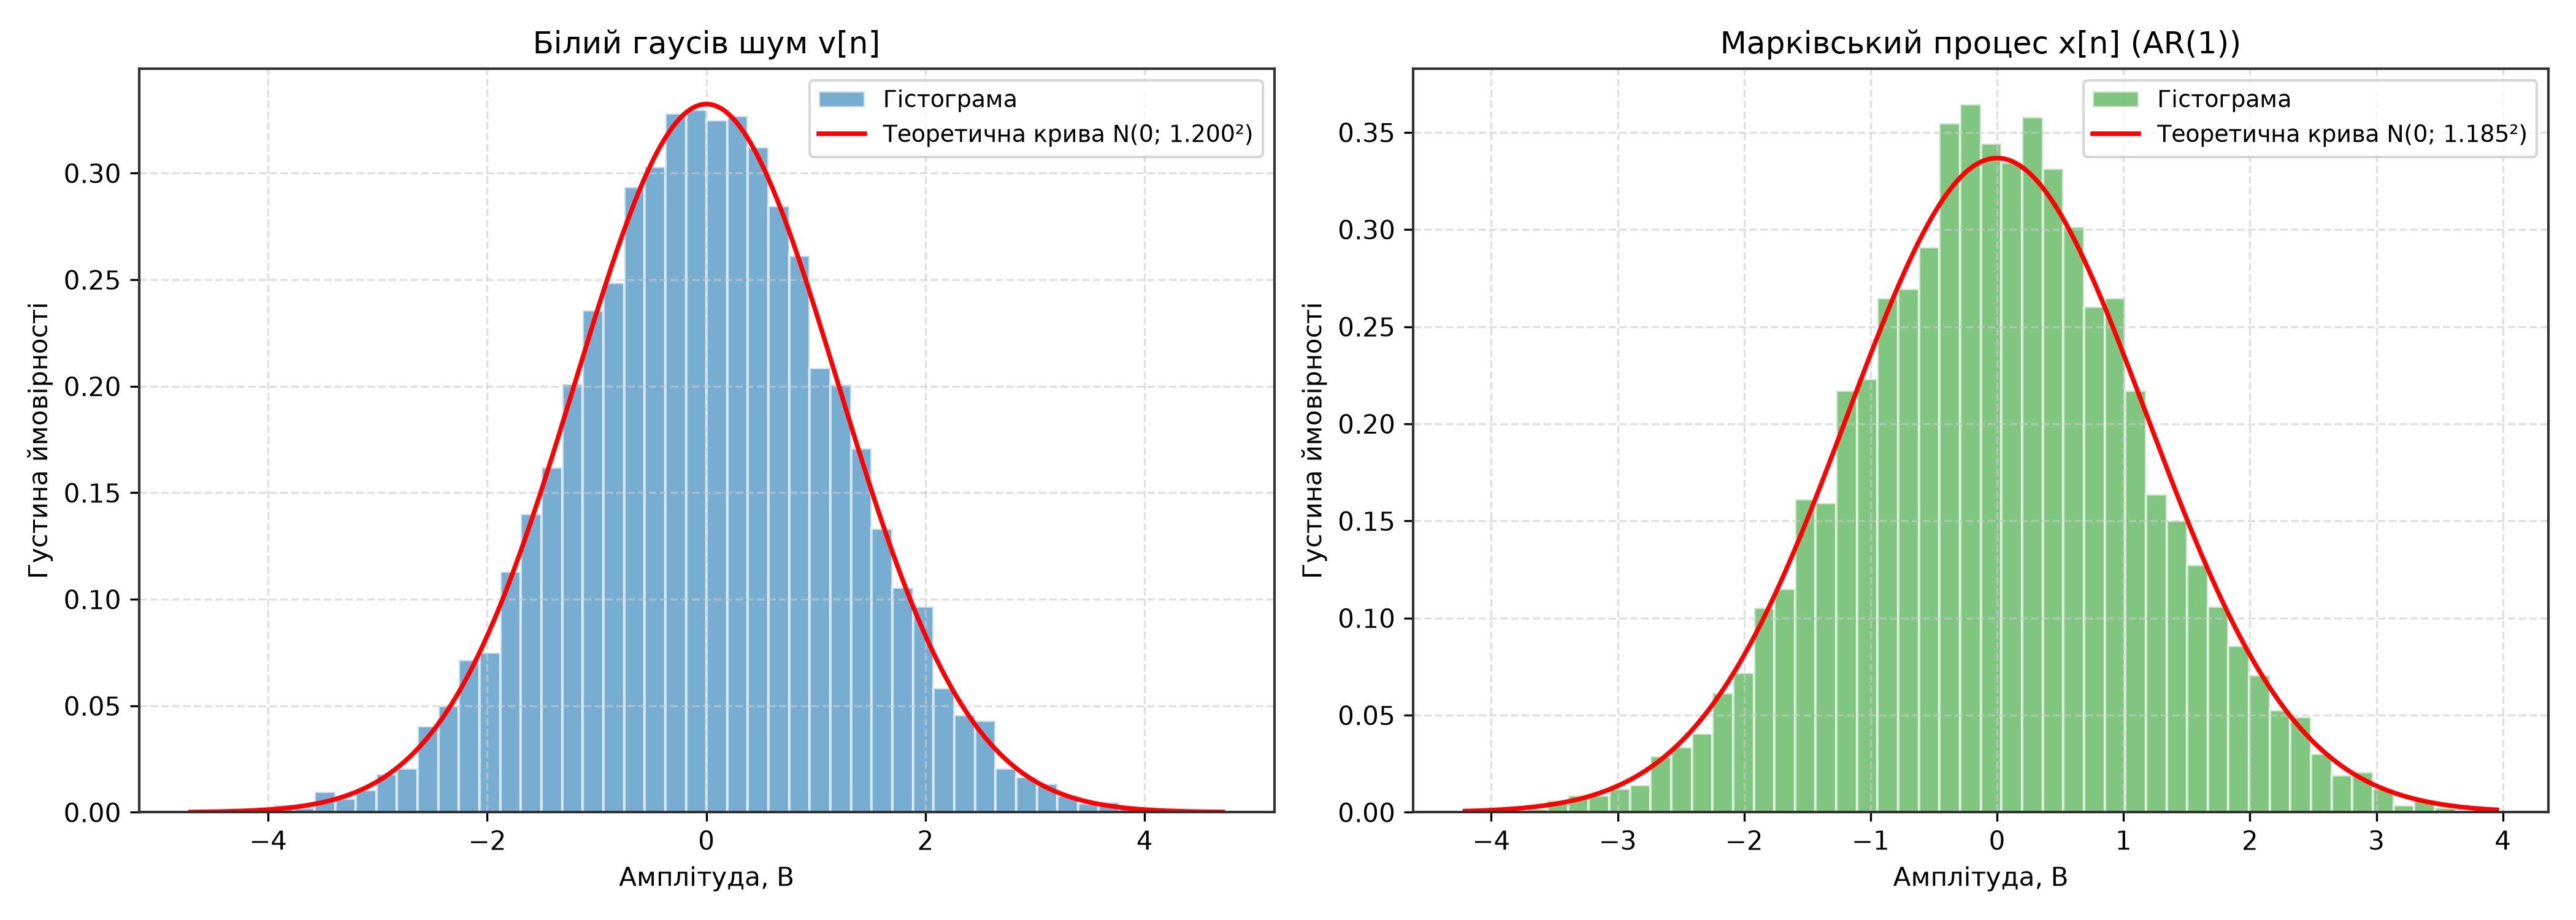 Білий гаусів шум v[n]
Гістограма
Теоретична крива N(0; 1.200²)
Густина ймовірності
0.30
0.25
0.20
0.15
0.10
0.05
0.00
−4
−2
0
2
4
Амплітуда, В
Марківський процес x[n] (AR(1))
Гістограма
Теоретична крива N(0; 1.185²)
Густина ймовірності
0.35
0.30
0.25
0.20
0.15
0.10
0.05
0.00
−4
−3
−2
−1
0
1
2
3
4
Амплітуда, В